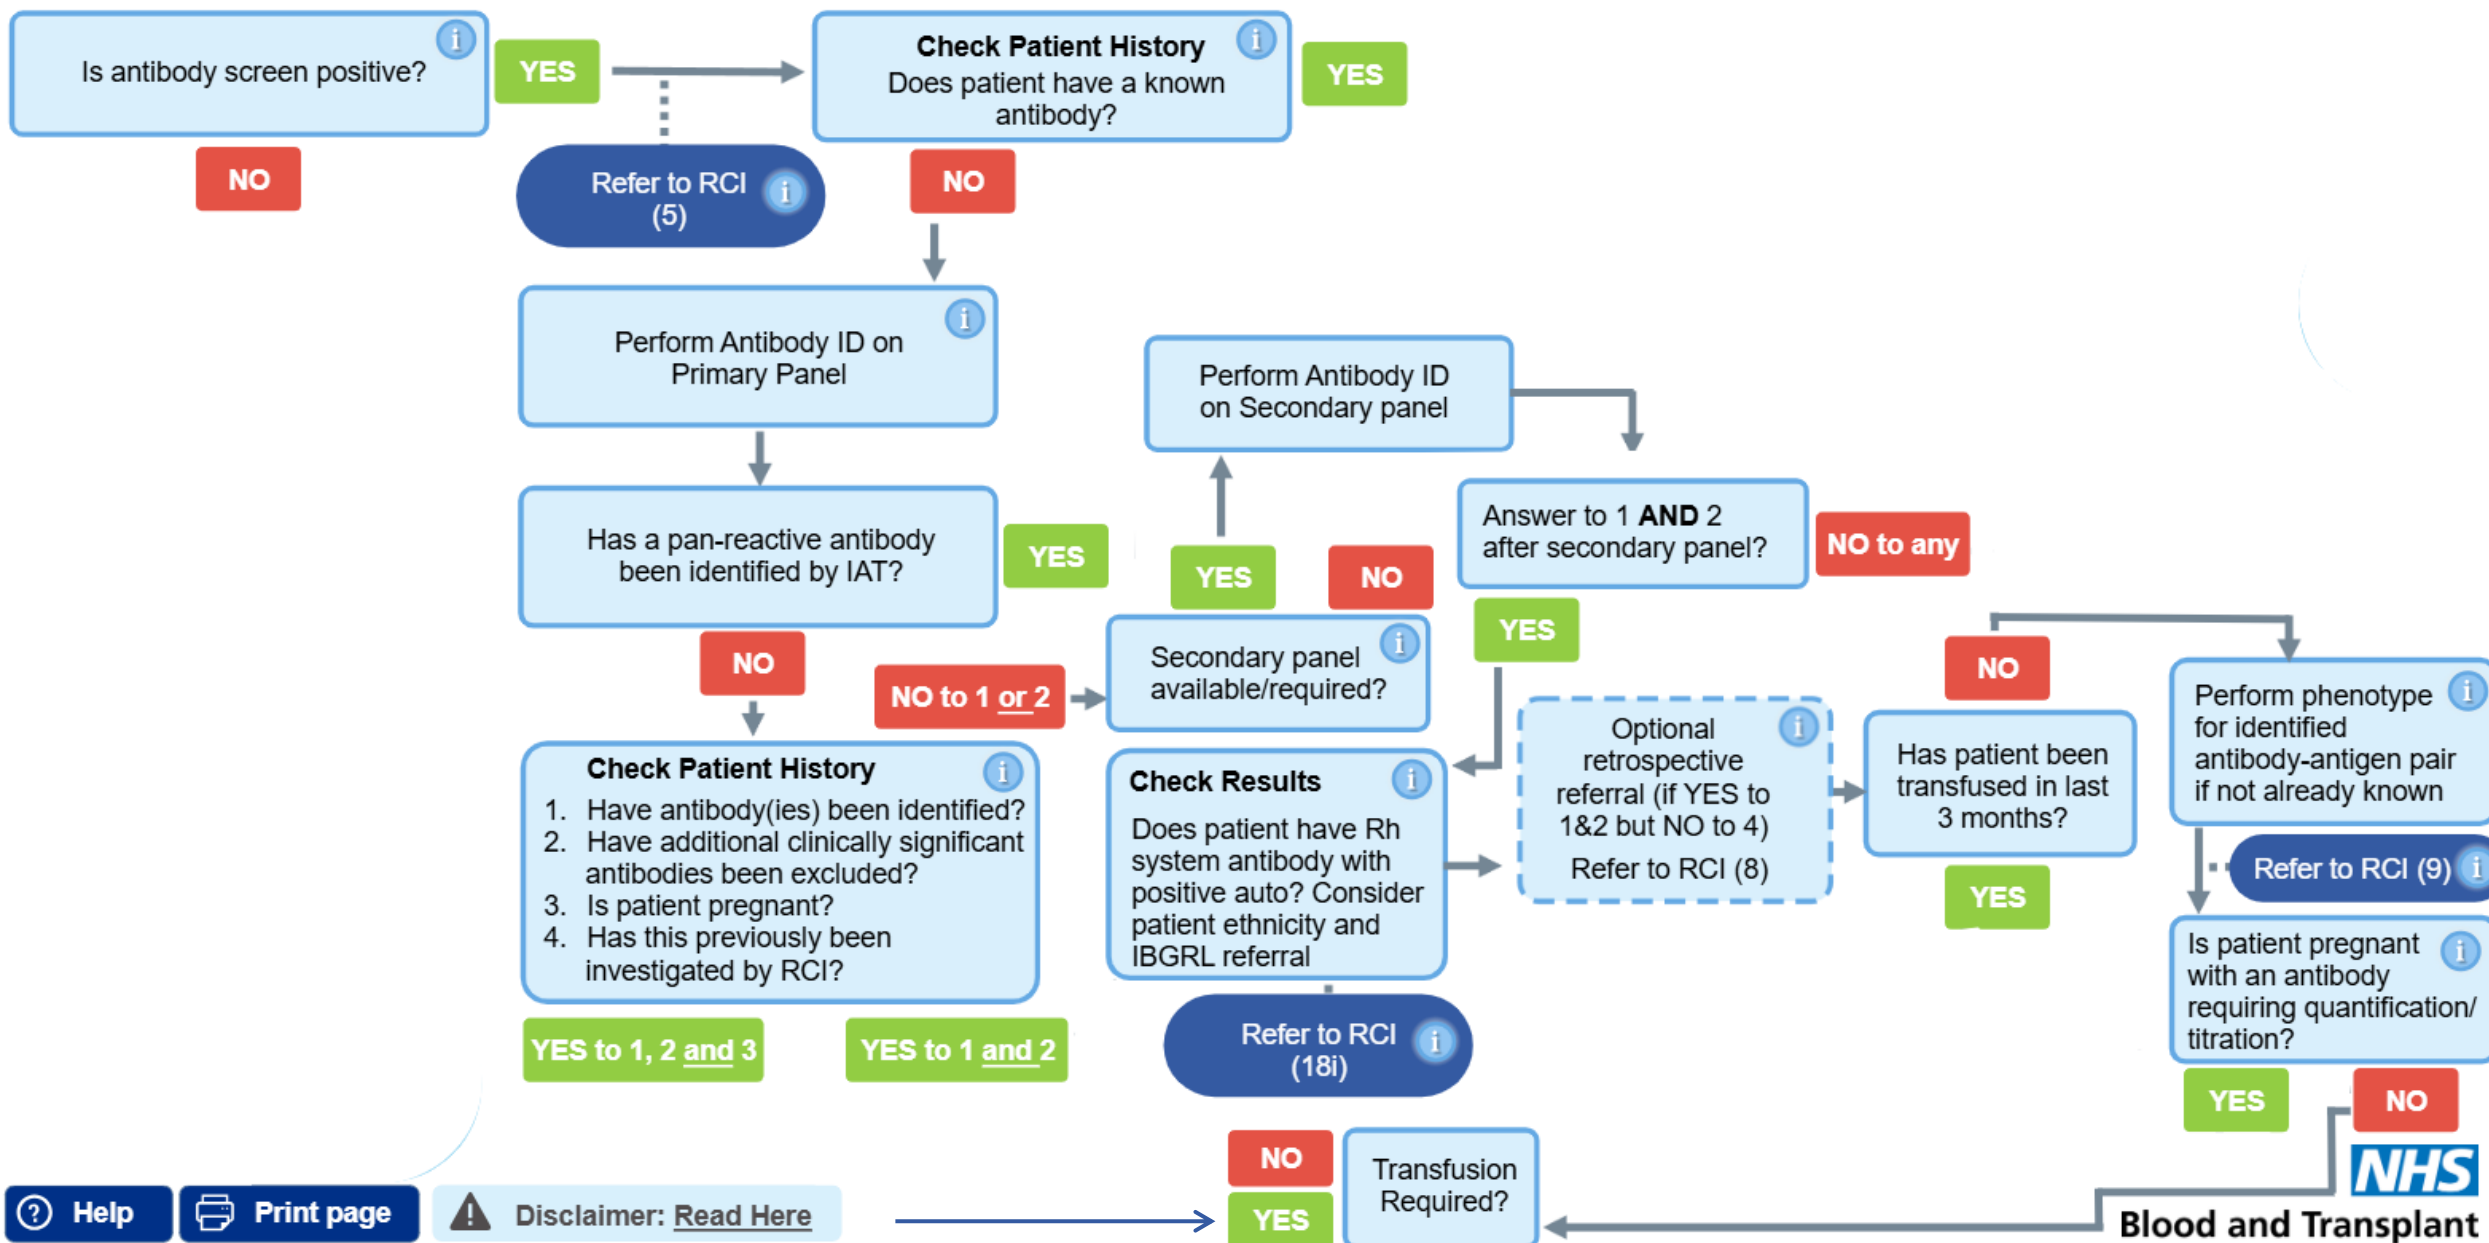 Is antibody screen positive?
YES
NO
Refer to RCI
(5)
Check Patient History
Does patient have a known
antibody?
YES
NO
Perform Antibody ID on
Primary Panel
Has a pan-reactive antibody
been identified by IAT?
YES
NO
Check Patient History
1. Have antibody(ies) been identified?
2. Have additional clinically significant
antibodies been excluded?
3. Is patient pregnant?
4. Has this previously been
investigated by RCI?
YES to 1, 2 and 3
YES to 1 and 2
NO to 1 or 2
Secondary panel
available/required?
YES
NO
Perform Antibody ID
on Secondary panel
Answer to 1 AND 2
after secondary panel?
NO to any
YES
Check Results
Does patient have Rh
system antibody with
positive auto? Consider
patient ethnicity and
IBGRL referral
Refer to RCI
(18i)
Optional
retrospective
referral (if YES to
1&2 but NO to 4)
Refer to RCI (8)
Has patient been
transfused in last
3 months?
NO
YES
Perform phenotype
for identified
antibody-antigen pair
if not already known
Refer to RCI (9)
Is patient pregnant
with an antibody
requiring quantification/
titration?
YES
NO
Transfusion
Required?
NO
YES
Help
Print page
Disclaimer: Read Here
NHS
Blood and Transplant